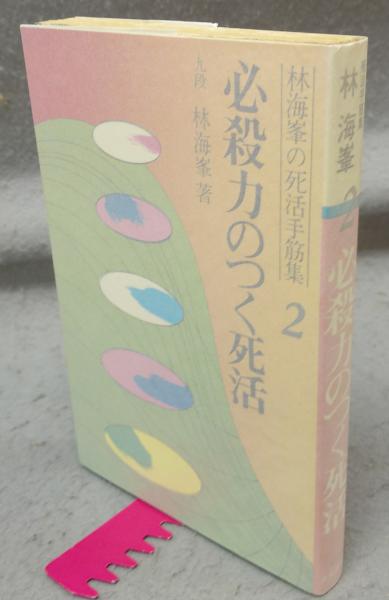 林海峯の死活手筋集2
必殺力のつく死活
九段 林海峯著
林海峯
2 必殺力のつく死活